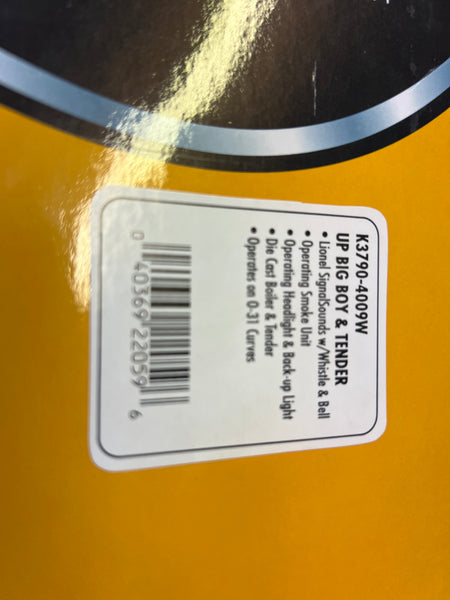 K3790-4009W
UP BIG BOY & TENDER
• Lionel SignalSounds w/Whistle & Bell
• Operating Smoke Unit
• Operating Headlight & Back-up Light
• Die Cast Boiler & Tender
• Operates on O-31 Curves
0 40369 22059 6